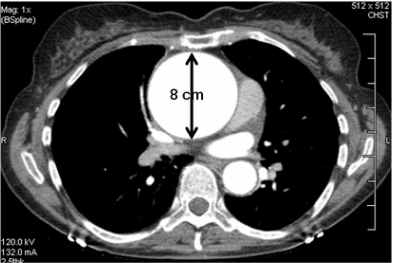 Mag: 1x
(BSpline)
512 x 512
CHST
8 cm
R
L
120.0 kV
132.0 mA